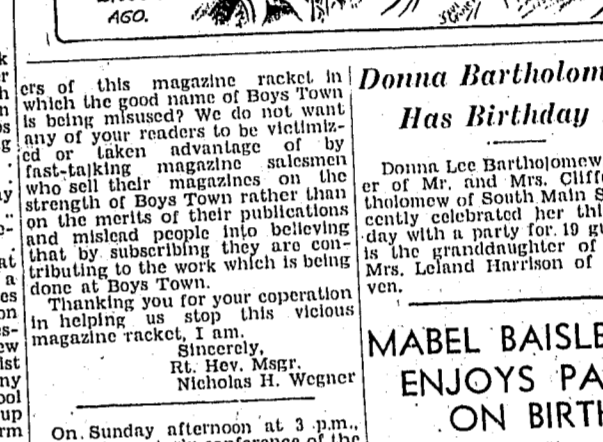 AGO.
ers of this magazine racket in
which the good name of Boys Town
is being misused? We do not want
any of your readers to be victimiz-
ed or taken advantage of by
fast-talking magazine salesmen
who sell their magazines on the
strength of Boys Town rather than
on the merits of their publications
and mislead people into believing
that by subscribing they are con-
tributing to the work which is being
done at Boys Town.
Thanking you for your coperation
in helping us stop this vicious
magazine racket, I am.
Sincerely,
Rt. Hev. Msgr.
Nicholas H. Wegner
On Sunday afternoon at 3 p.m.,
conference of the
Donna Bartholom
Has Birthday
Donna Lee Bartholomew
er of Mr. and Mrs. Cliff
tholomew of South Main S
cently celebrated her thi
day with a party for 19 gu
is the granddaughter of
Mrs. Leland Harrison of
ven.
MABEL BAISLE
ENJOYS PA
ON BIRT